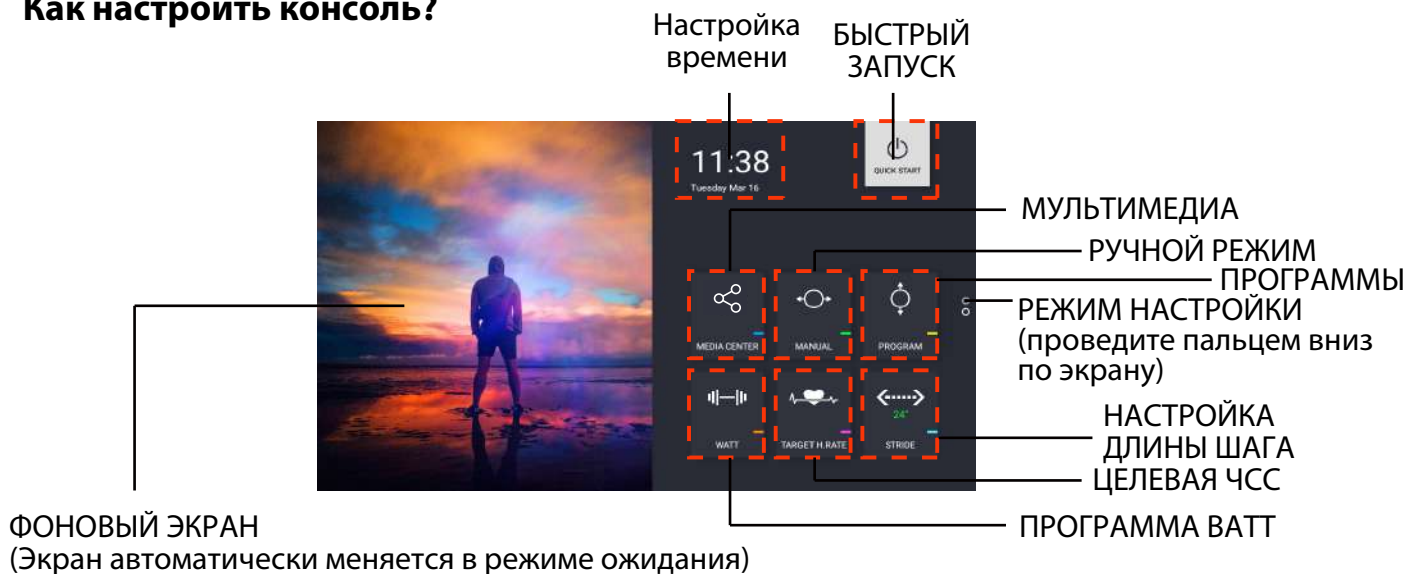 Как настроить консоль?
Настройка
времени
БЫСТРЫЙ
ЗАПУСК
11:38
Tuesday Mar 16
QUICK START
МУЛЬТИМЕДИА
РУЧНОЙ РЕЖИМ
ПРОГРАММЫ
РЕЖИМ НАСТРОЙКИ
(проведите пальцем вниз
по экрану)
MEDIA CENTER
MANUAL
PROGRAM
24"
WATT
TARGET H.RATE
STRIDE
НАСТРОЙКА
ДЛИНЫ ШАГА
ЦЕЛЕВАЯ ЧСС
ПРОГРАММА ВАТТ
ФОНОВЫЙ ЭКРАН
(Экран автоматически меняется в режиме ожидания)